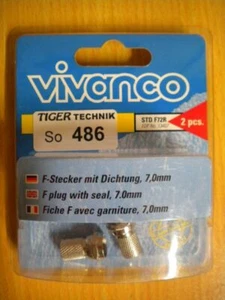 vivanco
TIGER TECHNIK
So 486
STD F72R
2 pcs.
F-Stecker mit Dichtung, 7,0mm
F plug with seal, 7.0mm
Fiche F avec garniture, 7,0mm